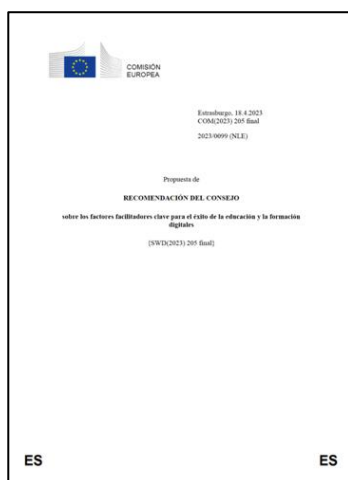 COMISIÓN
EUROPEA
Estrasburgo, 18.4.2023
COM(2023) 205 final
2023/0099 (NLE)
Propuesta de
RECOMENDACIÓN DEL CONSEJO
sobre los factores facilitadores clave para el éxito de la educación y la formación
digitales
{SWD(2023) 205 final}
ES ES